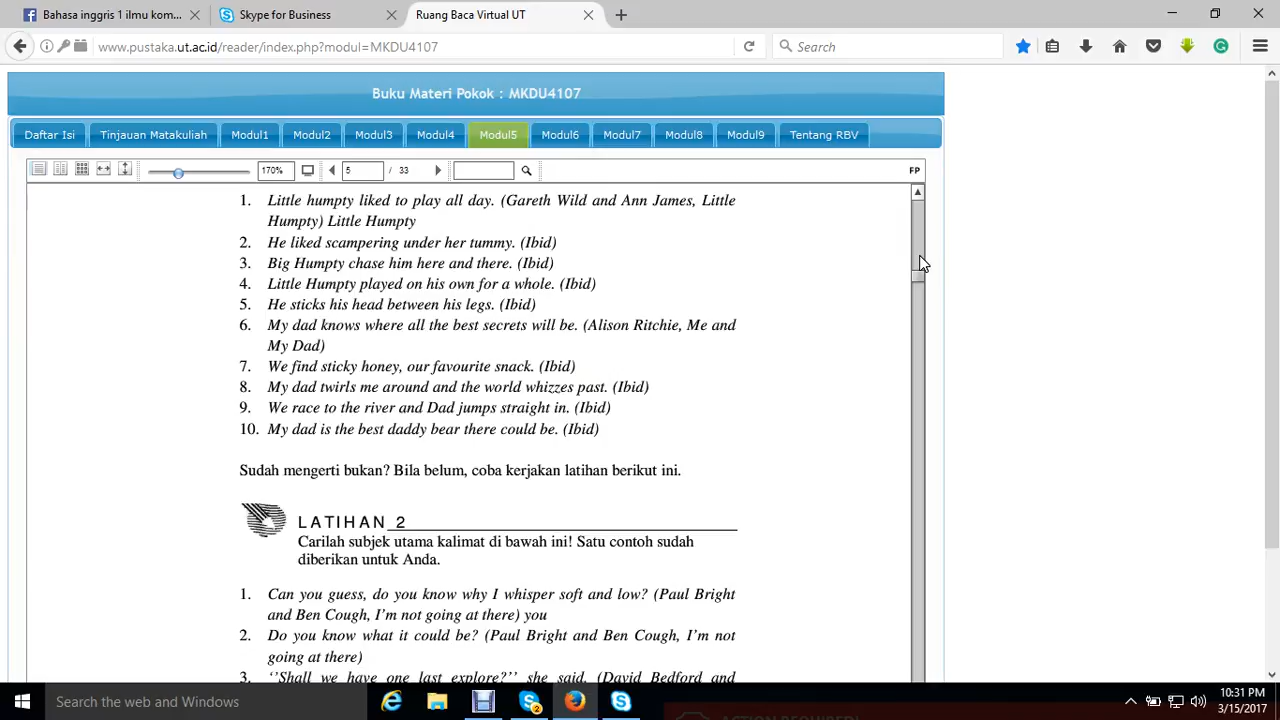 Bahasa inggris 1 ilmu kom...
Skype for Business
Ruang Baca Virtual UT
www.pustaka.ut.ac.id/reader/index.php?modul=MKDU4107
Search
Buku Materi Pokok : MKDU4107
Daftar Isi Tinjauan Matakuliah Modul1 Modul2 Modul3 Modul4 Modul5 Modul6 Modul7 Modul8 Modul9 Tentang RBV
170% 5 / 33 FP
1. Little humpty liked to play all day. (Gareth Wild and Ann James, Little
Humpty) Little Humpty
2. He liked scampering under her tummy. (Ibid)
3. Big Humpty chase him here and there. (Ibid)
4. Little Humpty played on his own for a whole. (Ibid)
5. He sticks his head between his legs. (Ibid)
6. My dad knows where all the best secrets will be. (Alison Ritchie, Me and
My Dad)
7. We find sticky honey, our favourite snack. (Ibid)
8. My dad twirls me around and the world whizzes past. (Ibid)
9. We race to the river and Dad jumps straight in. (Ibid)
10. My dad is the best daddy bear there could be. (Ibid)
Sudah mengerti bukan? Bila belum, coba kerjakan latihan berikut ini.
LATIHAN 2
Carilah subjek utama kalimat di bawah ini! Satu contoh sudah
diberikan untuk Anda.
1. Can you guess, do you know why I whisper soft and low? (Paul Bright
and Ben Cough, I'm not going at there) you
2. Do you know what it could be? (Paul Bright and Ben Cough, I'm not
going at there)
3. ‘’Shall we have one last explore?’’ she said. (David Bedford and
Search the web and Windows
10:31 PM
3/15/2017